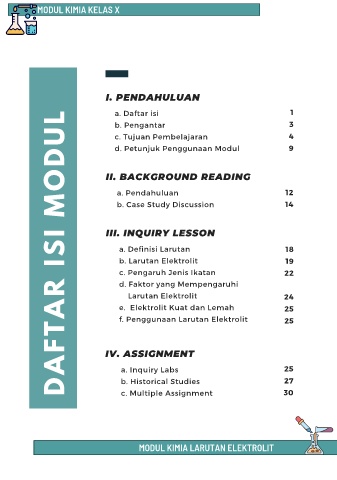 MODUL KIMIA KELAS X
DAFTAR ISI MODUL
I. PENDAHULUAN
a. Daftar isi 1
b. Pengantar 3
c. Tujuan Pembelajaran 4
d. Petunjuk Penggunaan Modul 9
II. BACKGROUND READING
a. Pendahuluan 12
b. Case Study Discussion 14
III. INQUIRY LESSON
a. Definisi Larutan 18
b. Larutan Elektrolit 19
c. Pengaruh Jenis Ikatan 22
d. Faktor yang Mempengaruhi
Larutan Elektrolit 24
e. Elektrolit Kuat dan Lemah 25
f. Penggunaan Larutan Elektrolit 25
IV. ASSIGNMENT
a. Inquiry Labs 25
b. Historical Studies 27
c. Multiple Assignment 30
MODUL KIMIA LARUTAN ELEKTROLIT